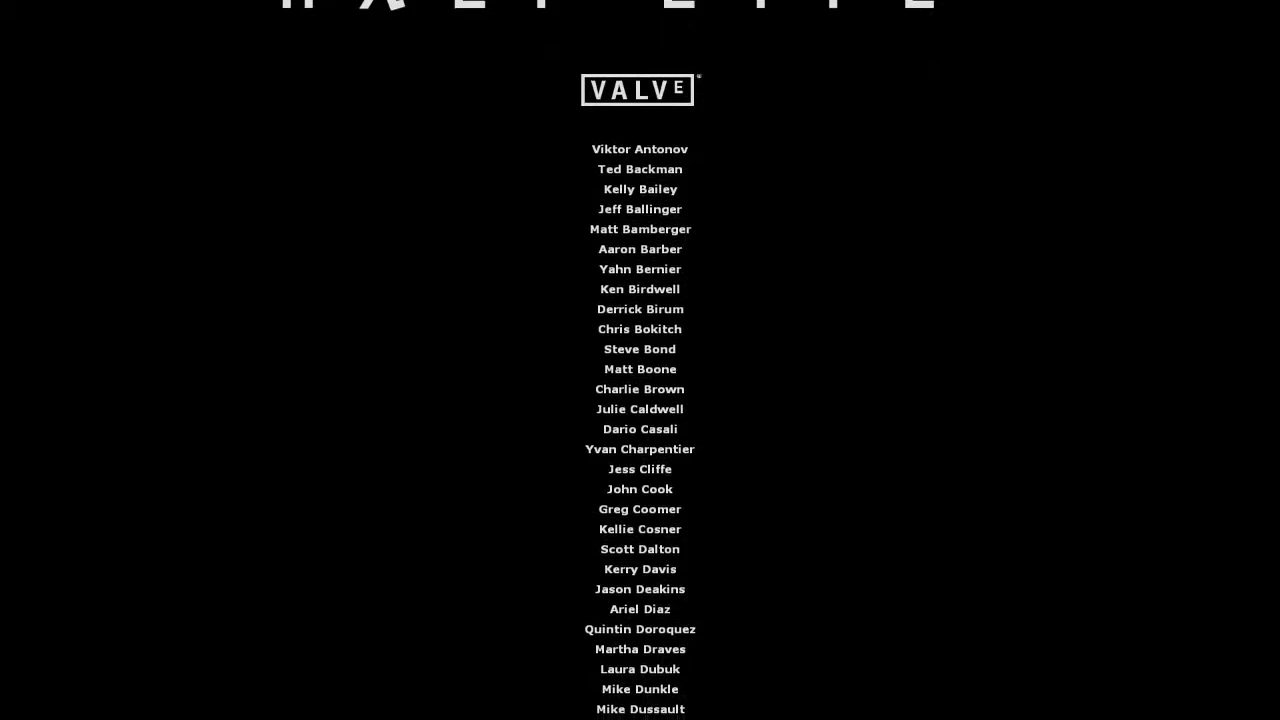 HALF-LIFE
VALVE
Viktor Antonov
Ted Backman
Kelly Bailey
Jeff Ballinger
Matt Bamberger
Aaron Barber
Yahn Bernier
Ken Birdwell
Derrick Birum
Chris Bokitch
Steve Bond
Matt Boone
Charlie Brown
Julie Caldwell
Dario Casali
Yvan Charpentier
Jess Cliffe
John Cook
Greg Coomer
Kellie Cosner
Scott Dalton
Kerry Davis
Jason Deakins
Ariel Diaz
Quintin Doroquez
Martha Draves
Laura Dubuk
Mike Dunkle
Mike Dussault